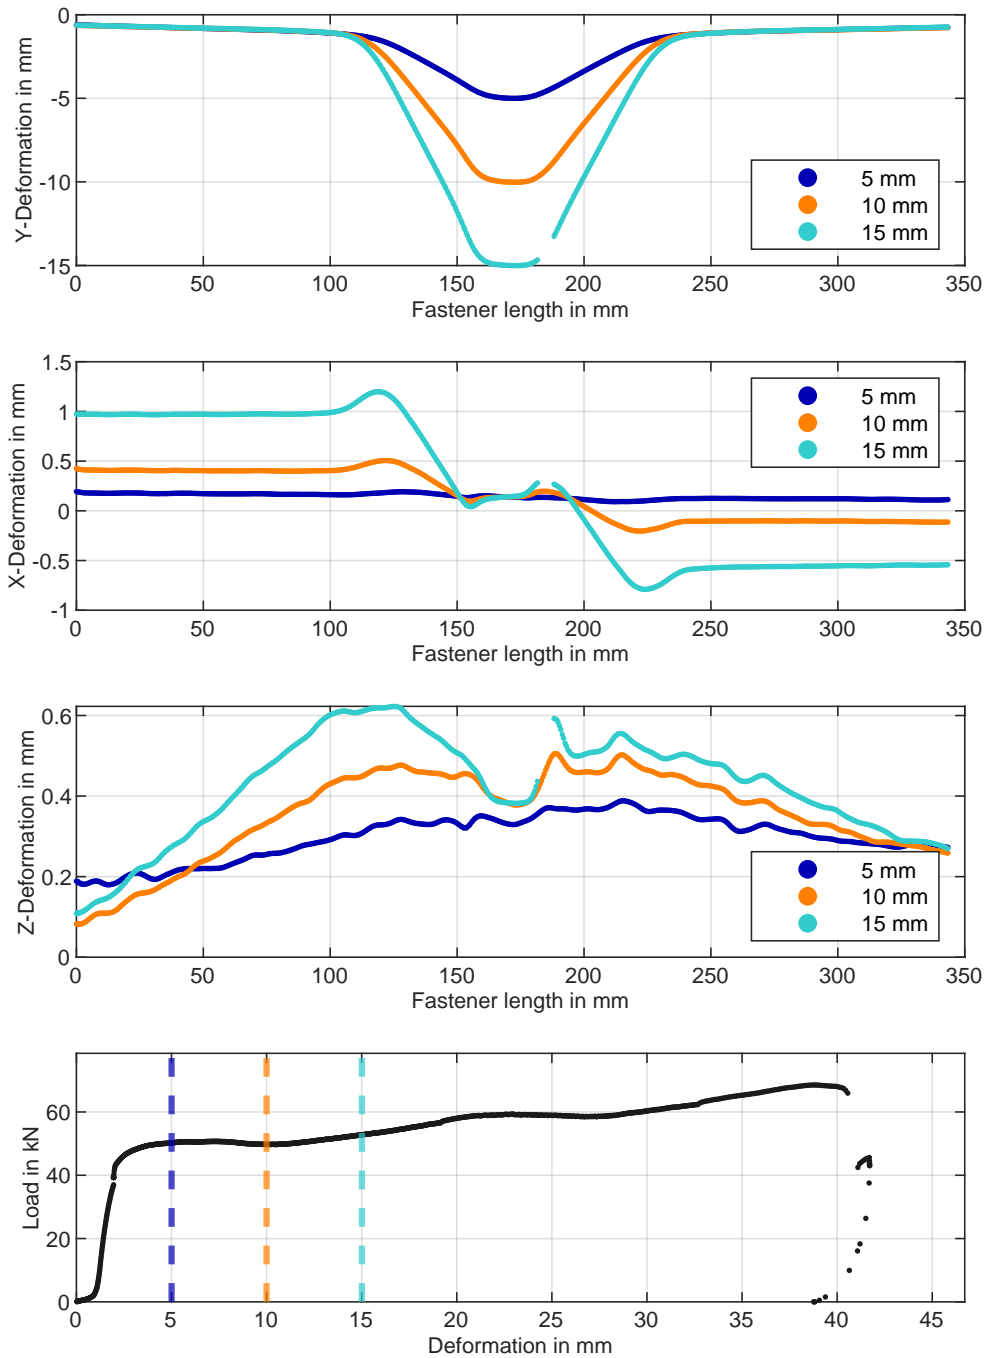 Y-Deformation in mm
0
-5
-10
-15
5 mm
10 mm
15 mm
0 50 100 150 200 250 300 350
Fastener length in mm
X-Deformation in mm
1.5
1
0.5
0
-0.5
-1
5 mm
10 mm
15 mm
0 50 100 150 200 250 300 350
Fastener length in mm
Z-Deformation in mm
0.6
0.4
0.2
0
5 mm
10 mm
15 mm
0 50 100 150 200 250 300 350
Fastener length in mm
Load in kN
60
40
20
0
0 5 10 15 20 25 30 35 40 45
Deformation in mm